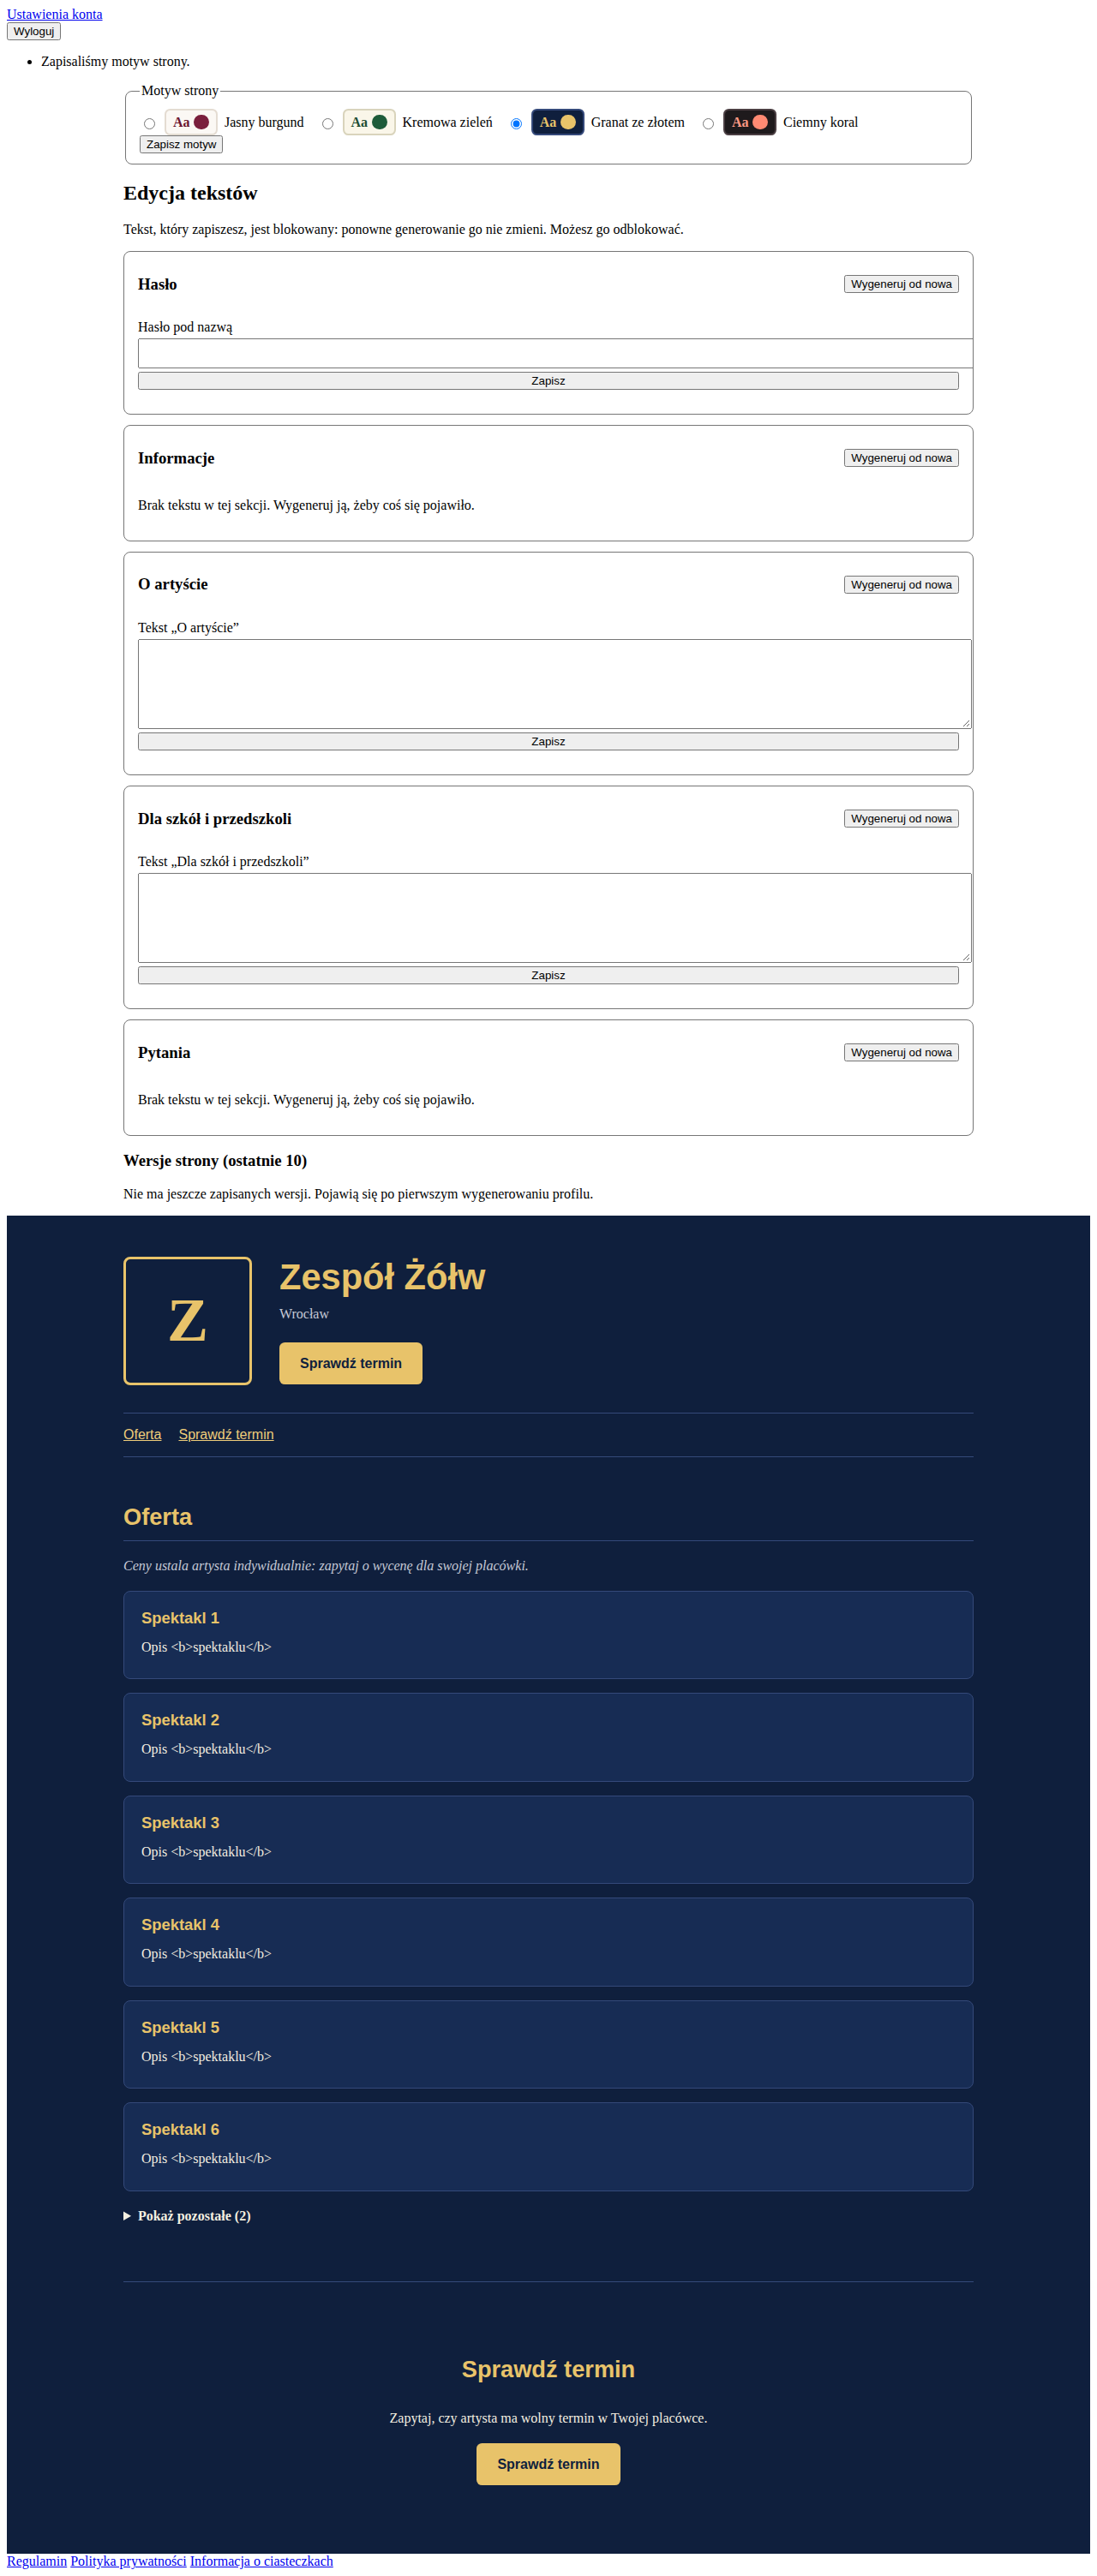 Ustawienia konta
Wyloguj
Zapisaliśmy motyw strony.
Motyw strony
Aa Jasny burgund Aa Kremowa zieleń Aa Granat ze złotem Aa Ciemny koral
Zapisz motyw
Edycja tekstów
Tekst, który zapiszesz, jest blokowany: ponowne generowanie go nie zmieni. Możesz go odblokować.
Hasło Wygeneruj od nowa
Hasło pod nazwą
Zapisz
Informacje Wygeneruj od nowa
Brak tekstu w tej sekcji. Wygeneruj ją, żeby coś się pojawiło.
O artyście Wygeneruj od nowa
Tekst „O artyście”
Zapisz
Dla szkół i przedszkoli Wygeneruj od nowa
Tekst „Dla szkół i przedszkoli”
Zapisz
Pytania Wygeneruj od nowa
Brak tekstu w tej sekcji. Wygeneruj ją, żeby coś się pojawiło.
Wersje strony (ostatnie 10)
Nie ma jeszcze zapisanych wersji. Pojawią się po pierwszym wygenerowaniu profilu.
Z
Zespół Żółw
Wrocław
Sprawdź termin
Oferta Sprawdź termin
Oferta
Ceny ustala artysta indywidualnie: zapytaj o wycenę dla swojej placówki.
Spektakl 1
Opis <b>spektaklu</b>
Spektakl 2
Opis <b>spektaklu</b>
Spektakl 3
Opis <b>spektaklu</b>
Spektakl 4
Opis <b>spektaklu</b>
Spektakl 5
Opis <b>spektaklu</b>
Spektakl 6
Opis <b>spektaklu</b>
Pokaż pozostałe (2)
Sprawdź termin
Zapytaj, czy artysta ma wolny termin w Twojej placówce.
Sprawdź termin
Regulamin Polityka prywatności Informacja o ciasteczkach